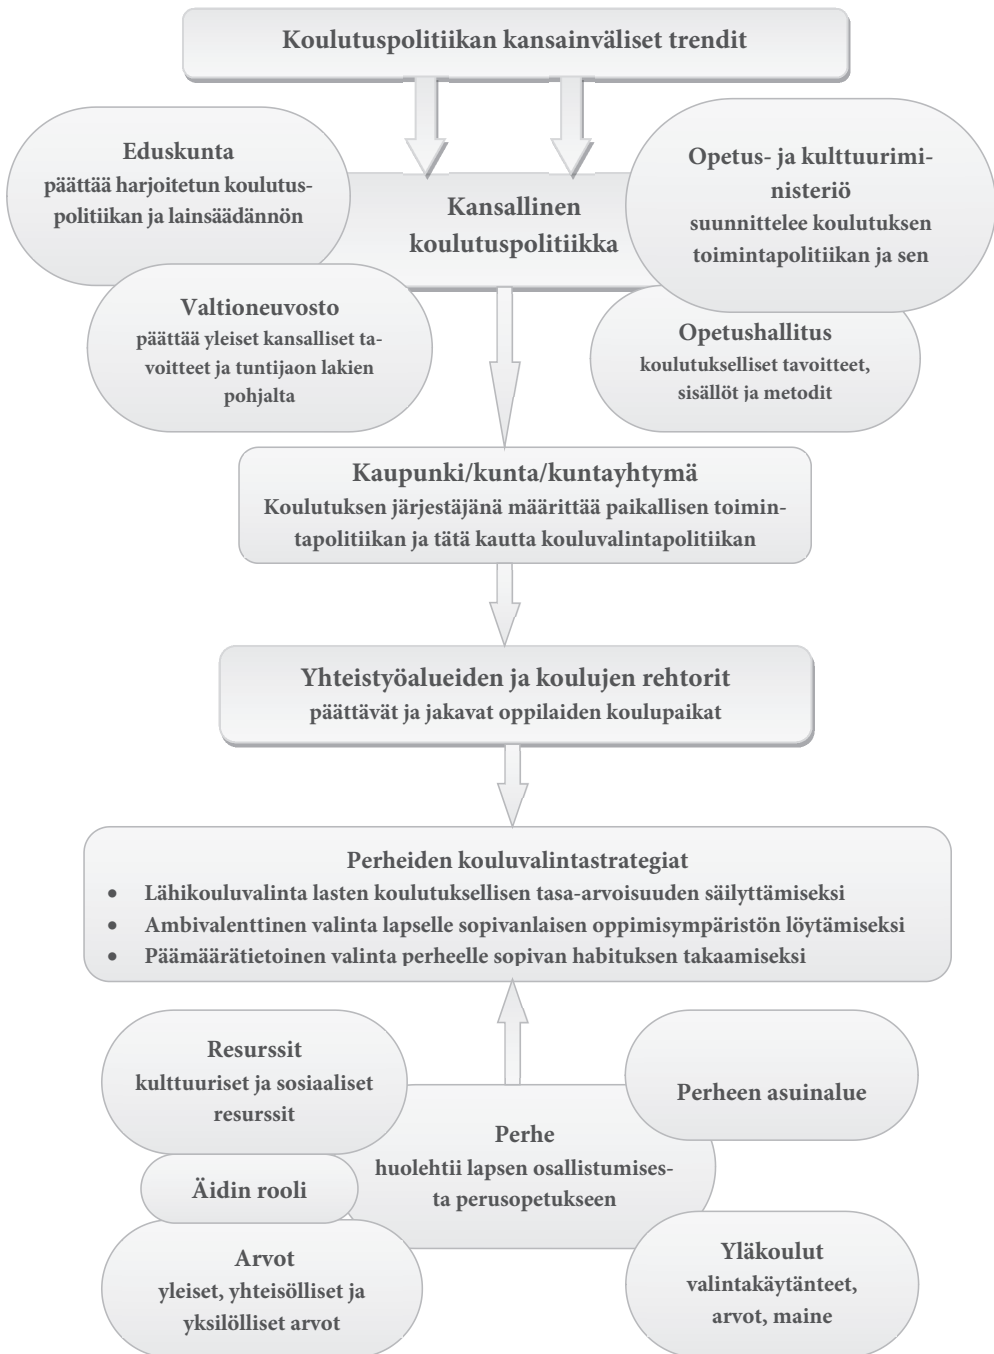 Koulutuspolitiikan kansainväliset trendit
Eduskunta
päättää harjoitetun koulutus-
politiikan ja lainsäädännön
Kansallinen
koulutuspolitiikka
Opetus- ja kulttuurimi-
nisteriö
suunnittelee koulutuksen
toimintapolitiikan ja sen
Valtioneuvosto
päättää yleiset kansalliset ta-
voitteet ja tuntijaon lakien
pohjalta
Opetushallitus
koulutukselliset tavoitteet,
sisällöt ja metodit
Kaupunki/kunta/kuntayhtymä
Koulutuksen järjestäjänä määrittää paikallisen toimin-
tapolitiikan ja tätä kautta kouluvalintapolitiikan
Yhteistyöalueiden ja koulujen rehtorit
päättävät ja jakavat oppilaiden koulupaikat
Perheiden kouluvalintastrategiat
• Lähikouluvalinta lasten koulutuksellisen tasa-arvoisuuden säilyttämiseksi
• Ambivalenttinen valinta lapselle sopivanlaisen oppimisympäristön löytämiseksi
• Päämäärätietoinen valinta perheelle sopivan habituksen takaamiseksi
Resurssit
kulttuuriset ja sosiaaliset
resurssit
Perheen asuinalue
Perhe
huolehtii lapsen osallistumises-
ta perusopetukseen
Äidin rooli
Arvot
yleiset, yhteisölliset ja
yksilölliset arvot
Yläkoulut
valintakäytänteet,
arvot, maine